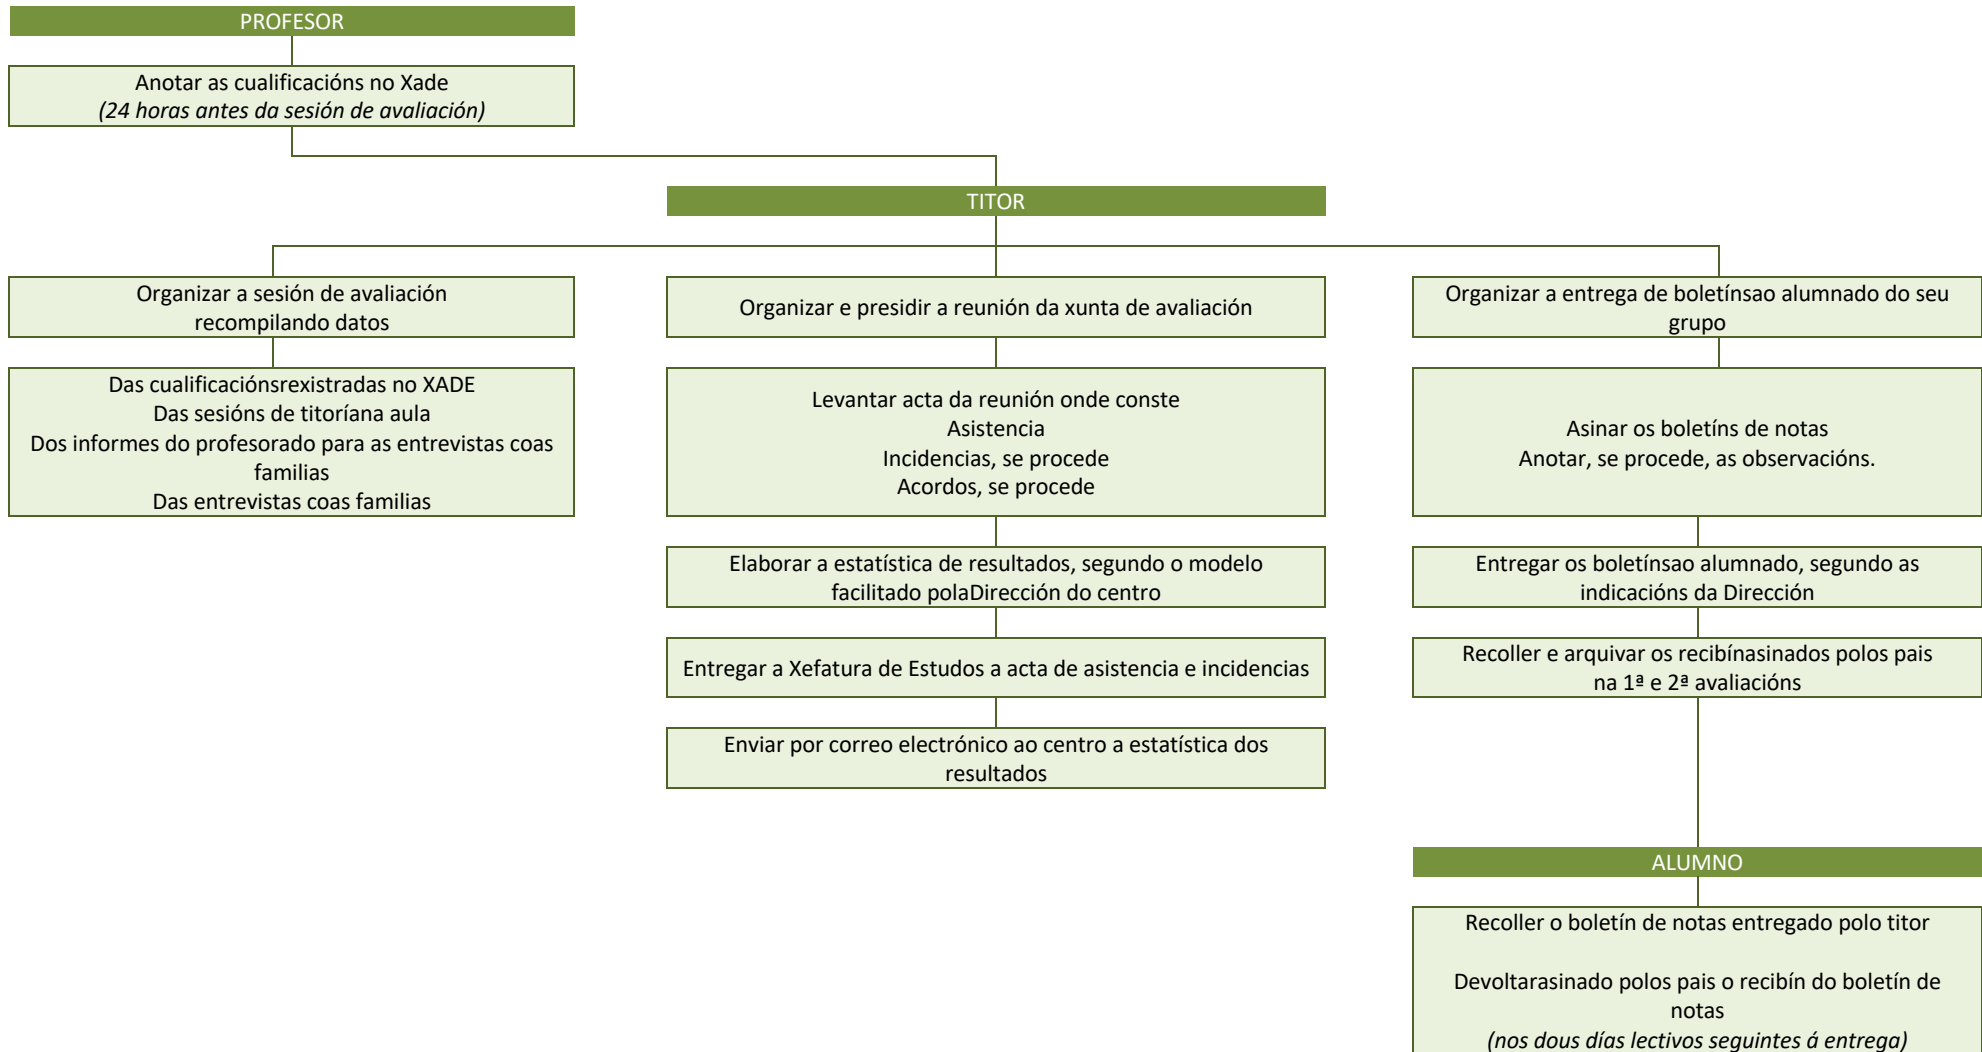 PROFESOR
Anotar as cualificacións no Xade
(24 horas antes da sesión de avaliación)
TITOR
Organizar a sesión de avaliación
recompilando datos
Das cualificaciónsrexistradas no XADE
Das sesións de titoríana aula
Dos informes do profesorado para as entrevistas coas
familias
Das entrevistas coas familias
Organizar e presidir a reunión da xunta de avaliación
Levantar acta da reunión onde conste
Asistencia
Incidencias, se procede
Acordos, se procede
Elaborar a estatística de resultados, segundo o modelo
facilitado polaDirección do centro
Entregar a Xefatura de Estudos a acta de asistencia e incidencias
Enviar por correo electrónico ao centro a estatística dos
resultados
Organizar a entrega de boletínsao alumnado do seu
grupo
Asinar os boletíns de notas
Anotar, se procede, as observacións.
Entregar os boletínsao alumnado, segundo as
indicacións da Dirección
Recoller e arquivar os recibínasinados polos pais
na 1ª e 2ª avaliacións
ALUMNO
Recoller o boletín de notas entregado polo titor
Devoltarasinado polos pais o recibín do boletín de
notas
(nos dous días lectivos seguintes á entrega)